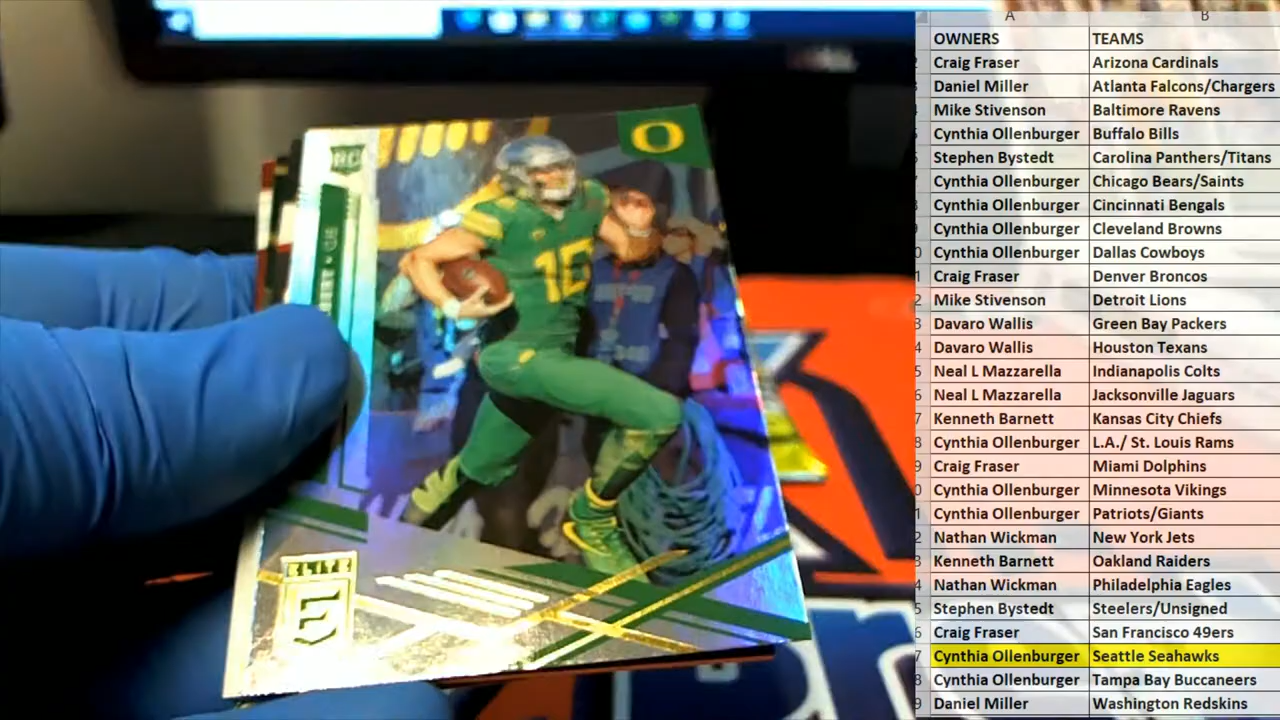 A B
OWNERS TEAMS
Craig Fraser Arizona Cardinals
Daniel Miller Atlanta Falcons/Chargers
Mike Stivenson Baltimore Ravens
Cynthia Ollenburger Buffalo Bills
Stephen Bystedt Carolina Panthers/Titans
Cynthia Ollenburger Chicago Bears/Saints
Cynthia Ollenburger Cincinnati Bengals
Cynthia Ollenburger Cleveland Browns
Cynthia Ollenburger Dallas Cowboys
Craig Fraser Denver Broncos
Mike Stivenson Detroit Lions
Davaro Wallis Green Bay Packers
Davaro Wallis Houston Texans
Neal L Mazzarella Indianapolis Colts
Neal L Mazzarella Jacksonville Jaguars
Kenneth Barnett Kansas City Chiefs
Cynthia Ollenburger L.A./ St. Louis Rams
Craig Fraser Miami Dolphins
Cynthia Ollenburger Minnesota Vikings
Cynthia Ollenburger Patriots/Giants
Nathan Wickman New York Jets
Kenneth Barnett Oakland Raiders
Nathan Wickman Philadelphia Eagles
Stephen Bystedt Steelers/Unsigned
Craig Fraser San Francisco 49ers
Cynthia Ollenburger Seattle Seahawks
Cynthia Ollenburger Tampa Bay Buccaneers
Daniel Miller Washington Redskins
RC
O
10
ELITE
E